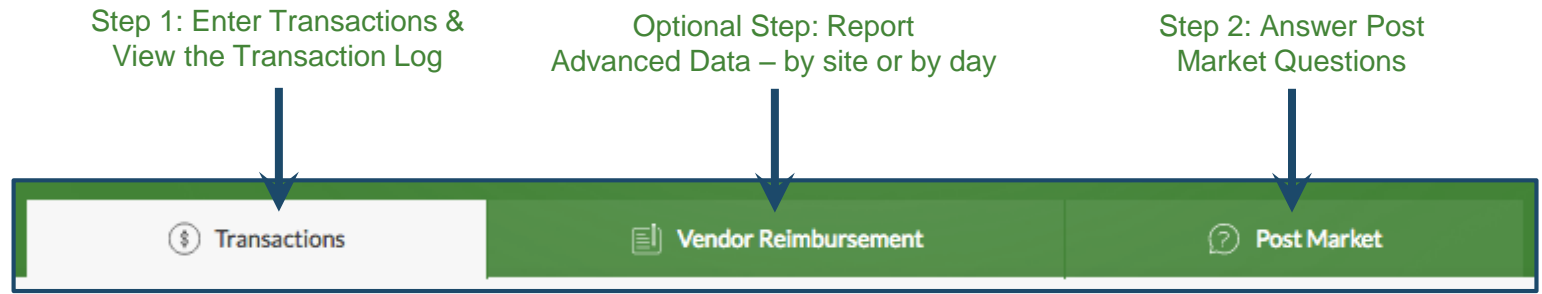 Step 1: Enter Transactions &
View the Transaction Log
Optional Step: Report
Advanced Data – by site or by day
Step 2: Answer Post
Market Questions
$ Transactions
Vendor Reimbursement
? Post Market